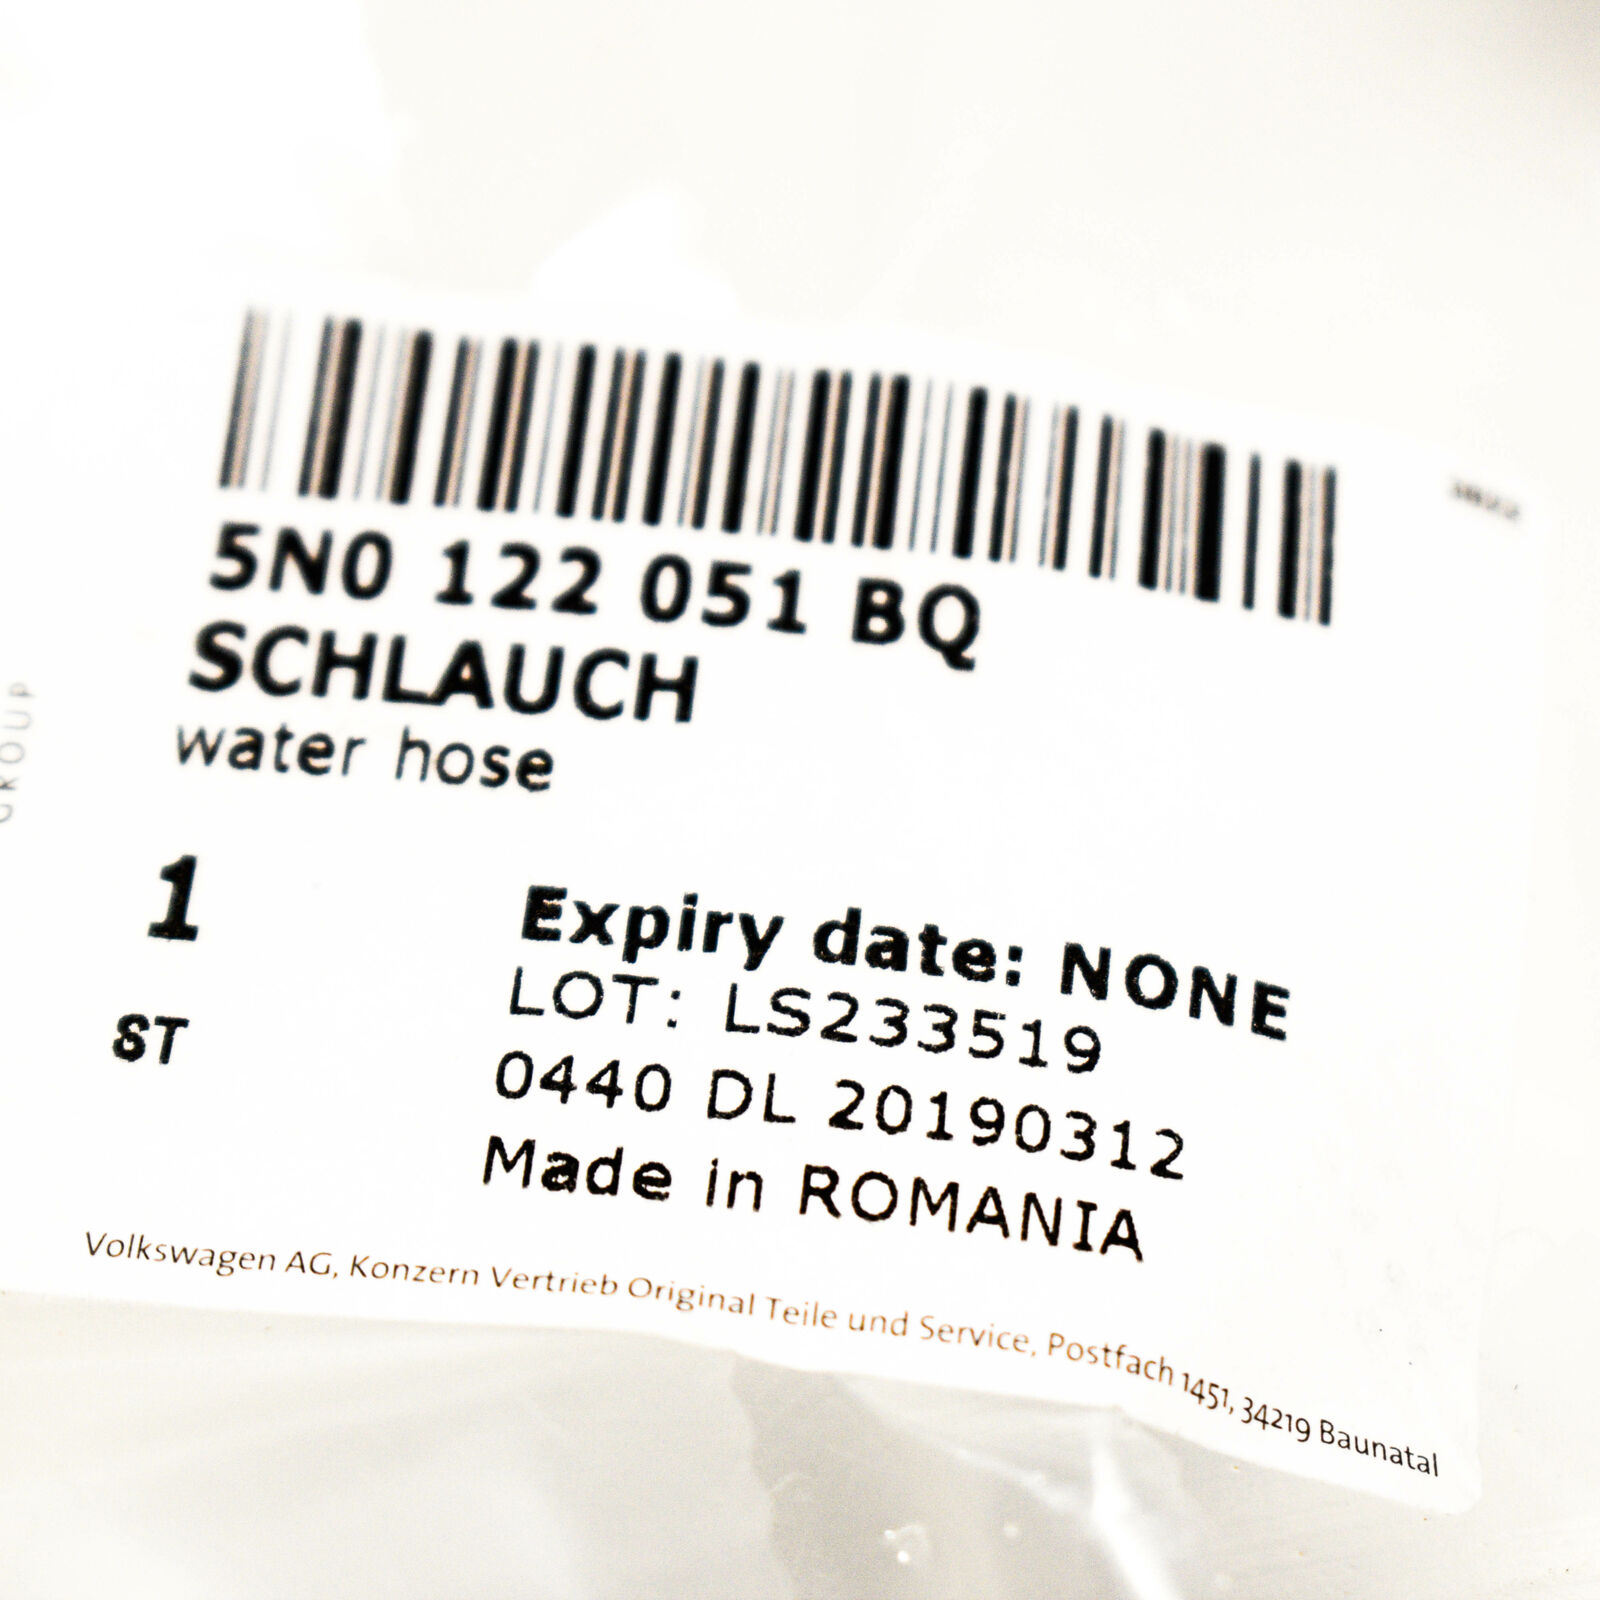 5N0 122 051 BQ
SCHLAUCH
water hose
GROUP
1
ST
Expiry date: NONE
LOT: LS233519
0440 DL 20190312
Made in ROMANIA
Volkswagen AG, Konzern Vertrieb Original Teile und Service, Postfach 1451, 34219 Baunatal